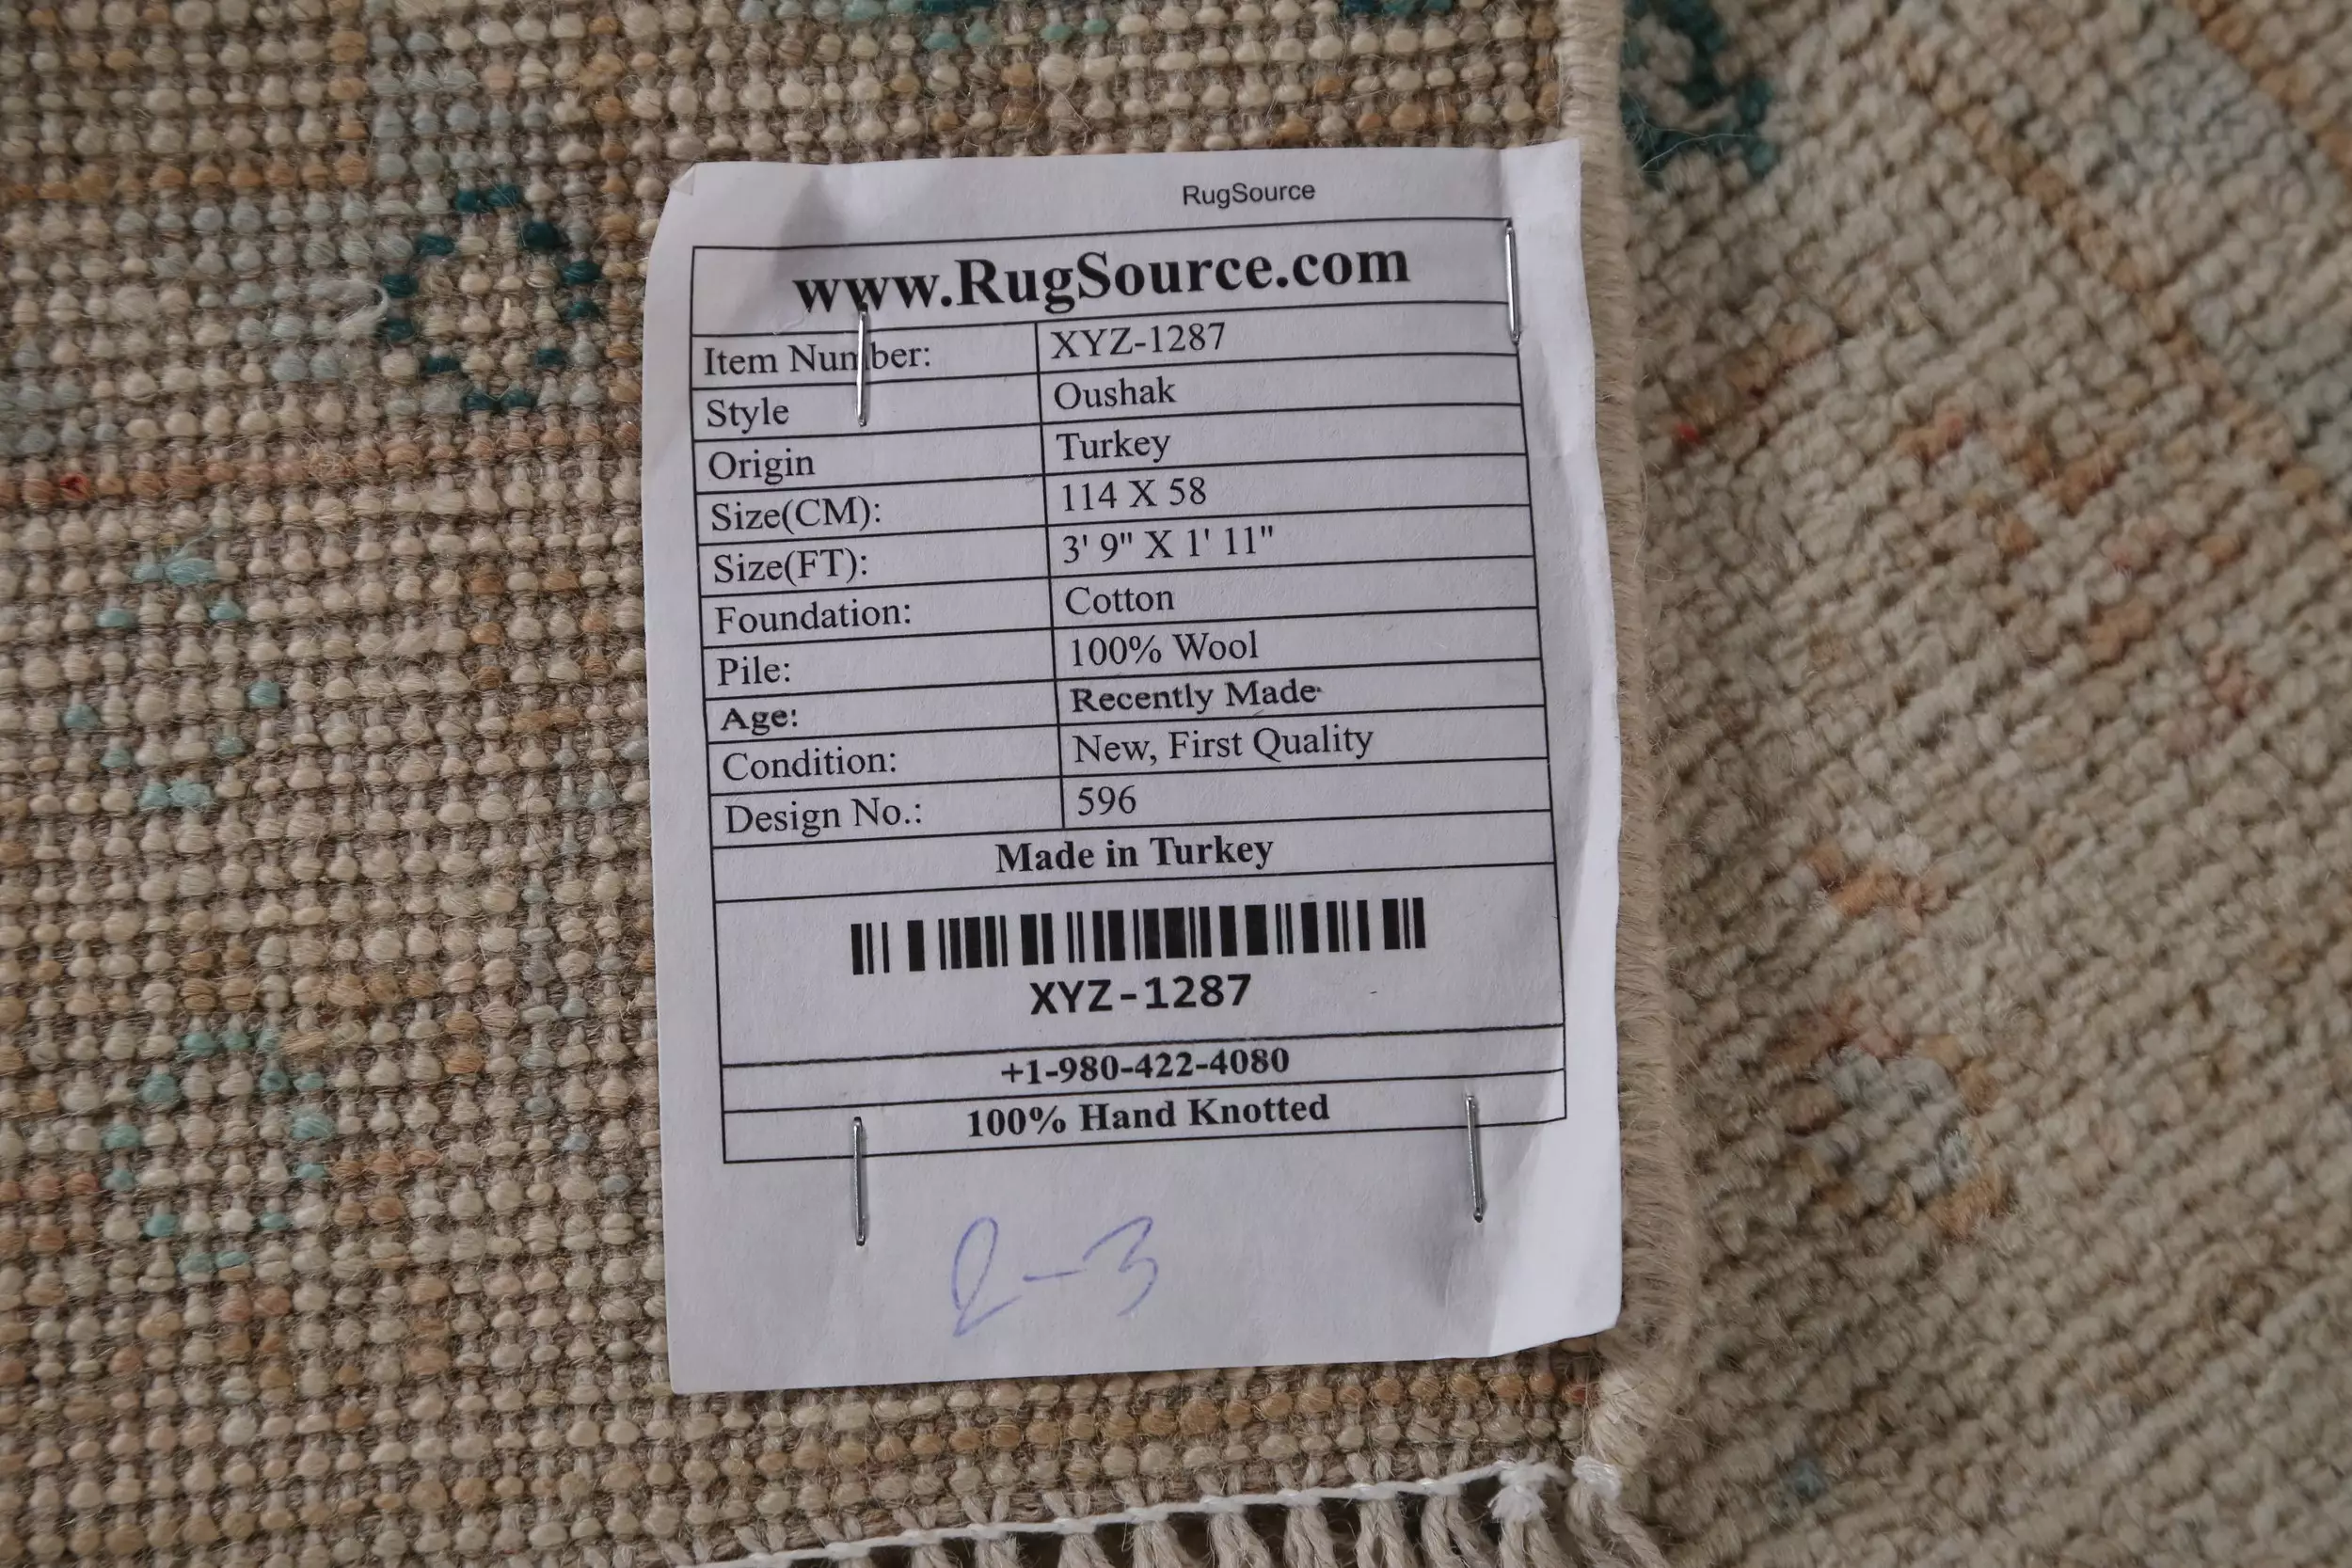 RugSource
www.RugSource.com
Item Number: XYZ-1287
Style Oushak
Origin Turkey
Size(CM): 114 X 58
Size(FT): 3' 9" X 1' 11"
Foundation: Cotton
Pile: 100% Wool
Age: Recently Made
Condition: New, First Quality
Design No.: 596
Made in Turkey
XYZ-1287
+1-980-422-4080
100% Hand Knotted
2-3